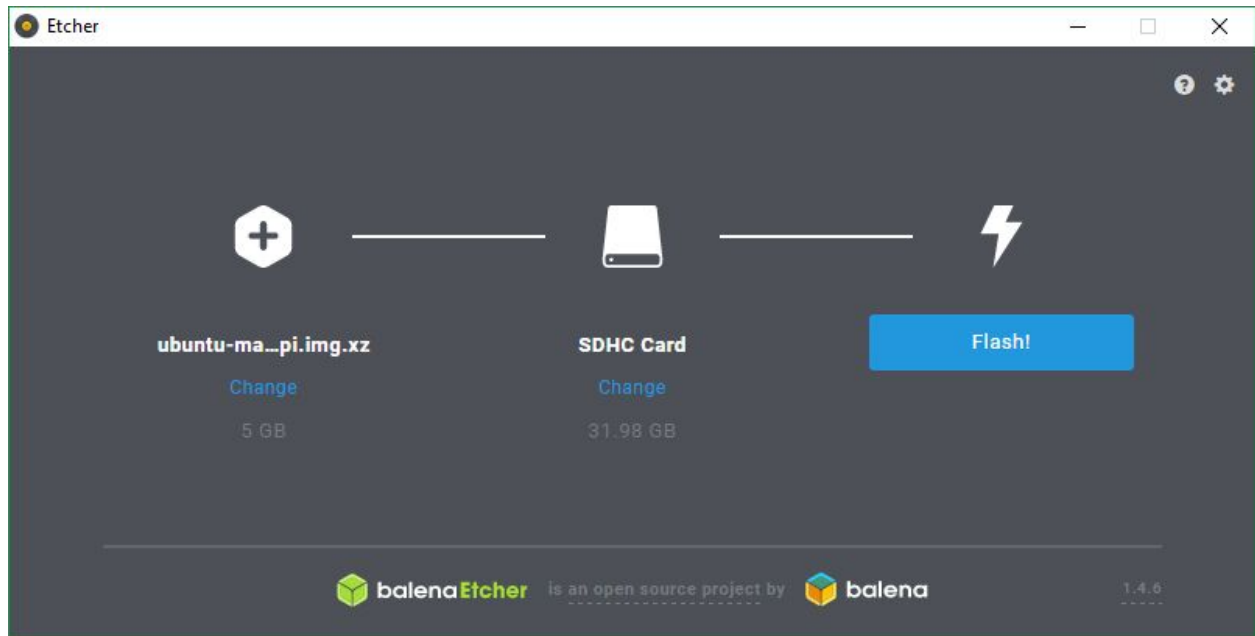 Etcher
ubuntu-ma...pi.img.xz
Change
5 GB
SDHC Card
Change
31.98 GB
Flash!
balenaEtcher is an open source project by balena
1.4.6